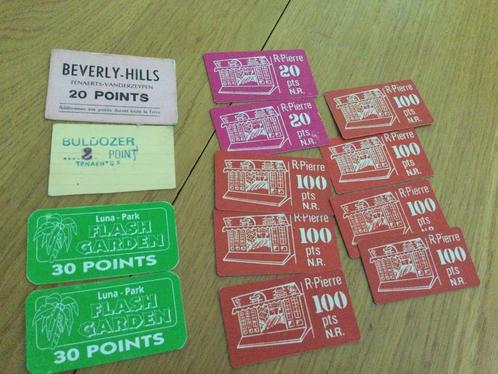 BEVERLY-HILLS
TENAERTS-VANDERZEYPEN
20 POINTS
BULDOZER
8 POINT
Luna - Park
FLASH
GARDEN
30 POINTS
Luna - Park
FLASH
GARDEN
30 POINTS
R-Pierre
20
pts
N.R.
R-Pierre
20
pts
N.R.
R-Pierre
100
pts
N.R.
R-Pierre
100
pts
N.R.
R-Pierre
100
pts
N.R.
R-Pierre
100
pts
N.R.
R-Pierre
100
pts
N.R.
R-Pierre
100
pts
N.R.
R-Pierre
100
pts
N.R.